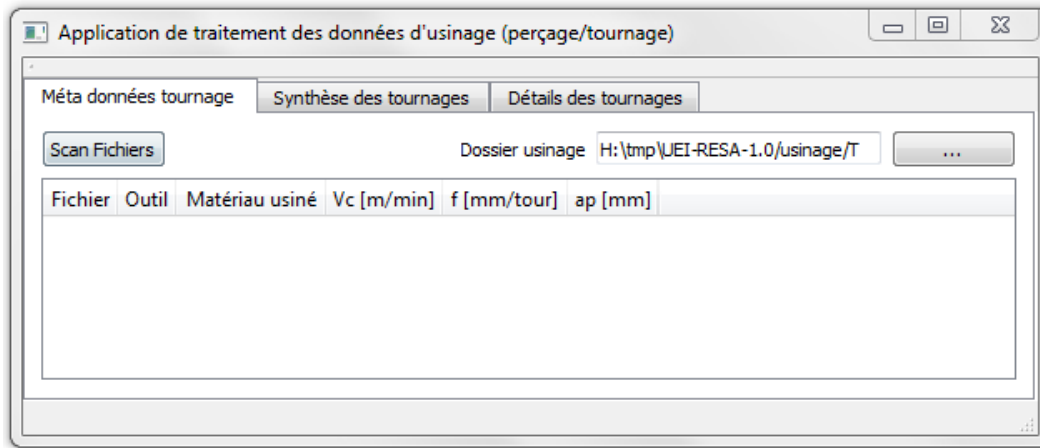 Application de traitement des données d'usinage (perçage/tournage)
Méta données tournage Synthèse des tournages Détails des tournages
Scan Fichiers Dossier usinage H:\tmp\UEI-RESA-1.0/usinage/T ...
Fichier Outil Matériau usiné Vc [m/min] f [mm/tour] ap [mm]